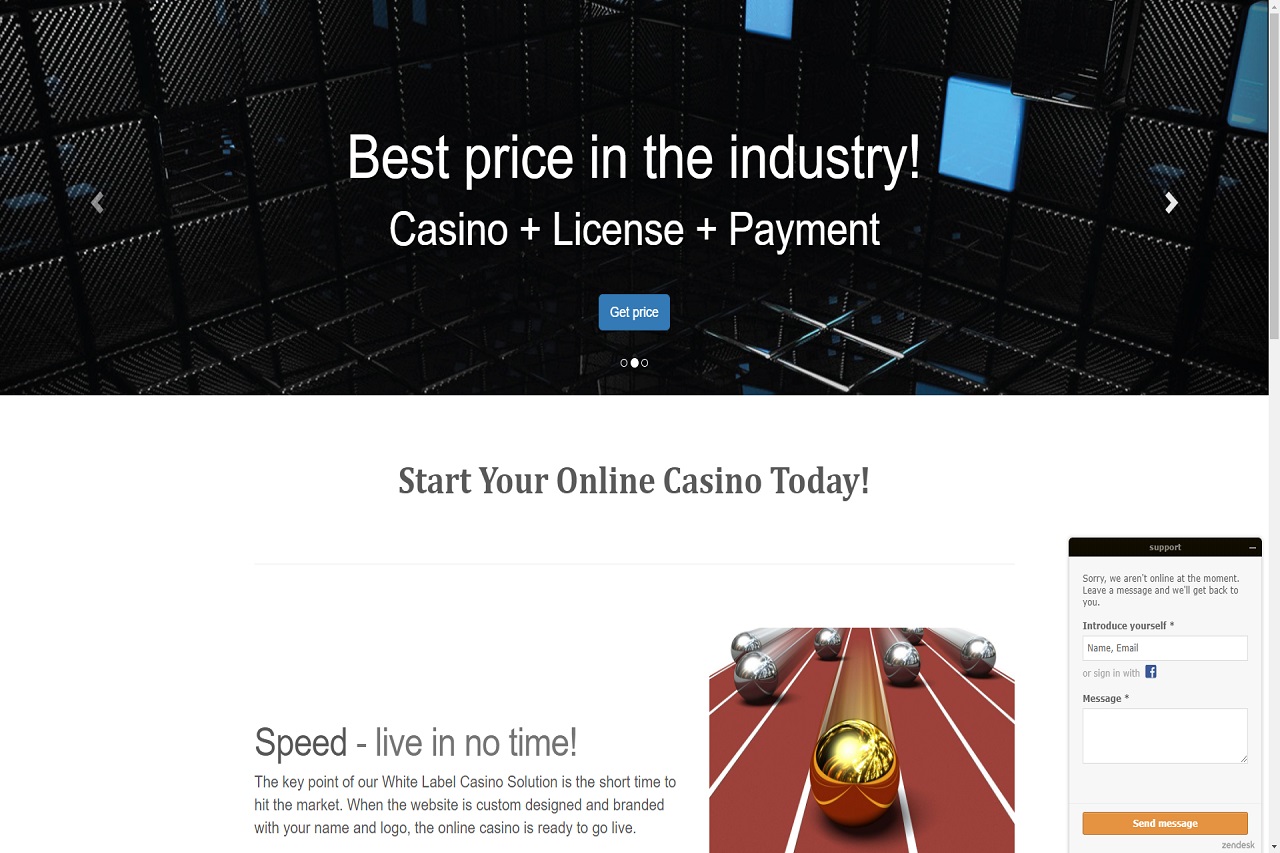 Best price in the industry!
Casino + License + Payment
Get price
Start Your Online Casino Today!
Speed - live in no time!
The key point of our White Label Casino Solution is the short time to
hit the market. When the website is custom designed and branded
with your name and logo, the online casino is ready to go live.
support
Sorry, we aren't online at the moment.
Leave a message and we'll get back to
you.
Introduce yourself *
Name, Email
or sign in with
Message *
Send message
zendesk